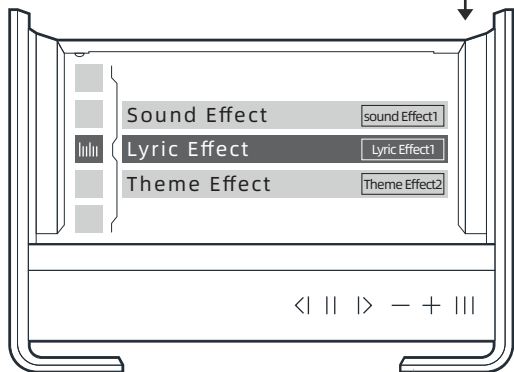 Sound Effect sound Effect1
Lyric Effect Lyric Effect1
Theme Effect Theme Effect2